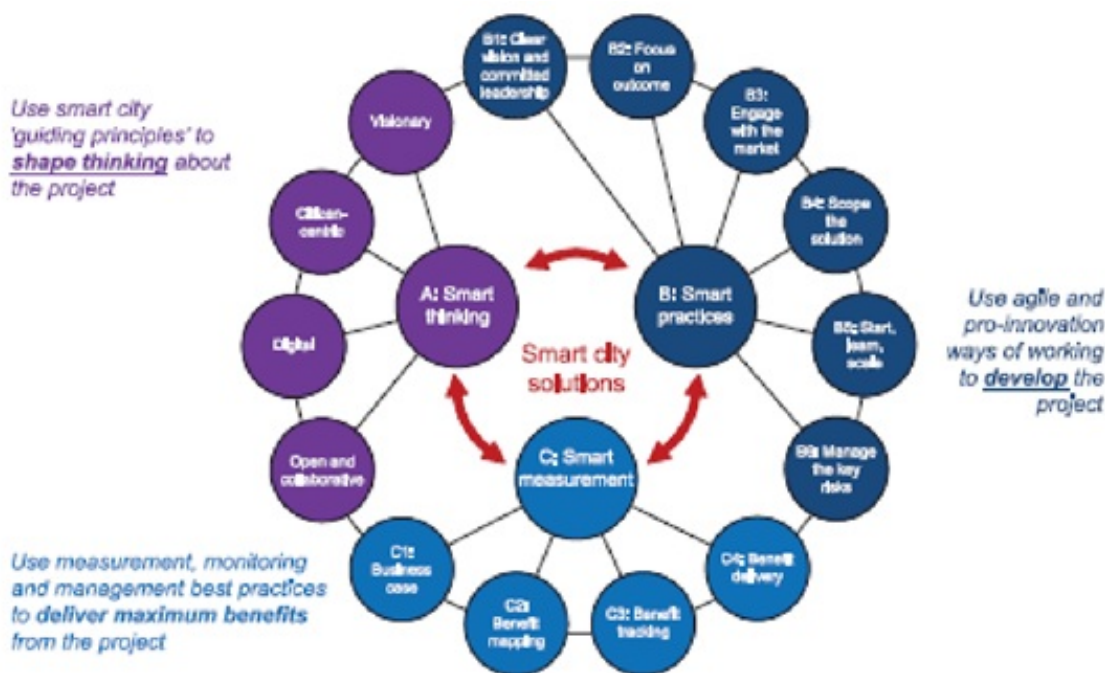 B1: Clear
vision and
committed
leadership
B2: Focus
on
outcome
B3:
Engage
with the
market
B4: Scope
the
solution
B5: Start,
learn,
scale
B6: Manage
the key
risks
Use smart city
'guiding principles' to
shape thinking about
the project
Visionary
Citizen-
centric
Digital
Open and
collaborative
A: Smart
thinking
B: Smart
practices
Smart city
solutions
C: Smart
measurement
Use agile and
pro-innovation
ways of working
to develop the
project
Use measurement, monitoring
and management best practices
to deliver maximum benefits
from the project
C1:
Business
case
C2:
Benefit
mapping
C3: Benefit
tracking
C4: Benefit
delivery